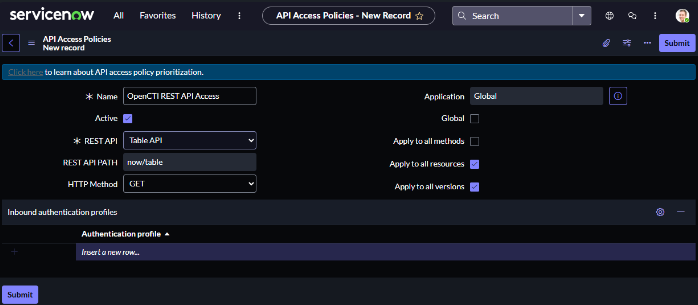 servicenow All Favorites History API Access Policies - New Record Search
API Access Policies
New record
Submit
Click here to learn about API access policy prioritization.
Name OpenCTI REST API Access Application Global
Active Global
REST API Table API Apply to all methods
REST API PATH now/table Apply to all resources
HTTP Method GET Apply to all versions
Inbound authentication profiles
Authentication profile
Insert a new row...
Submit